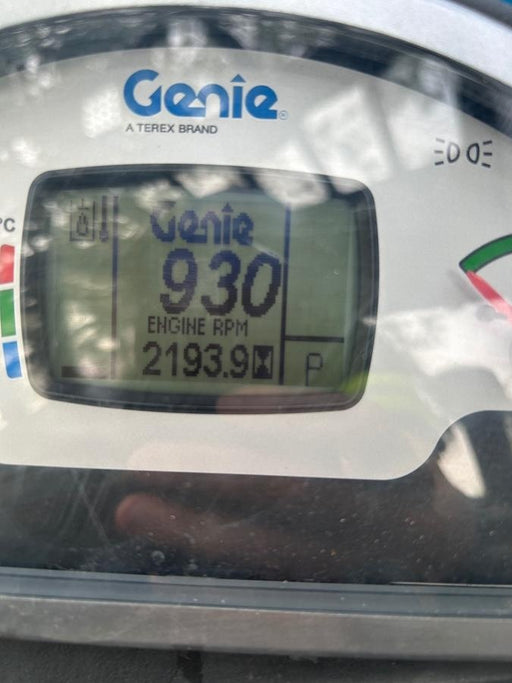 Genie®
A TEREX BRAND
°C
Genie
930
ENGINE RPM
2193.9
P